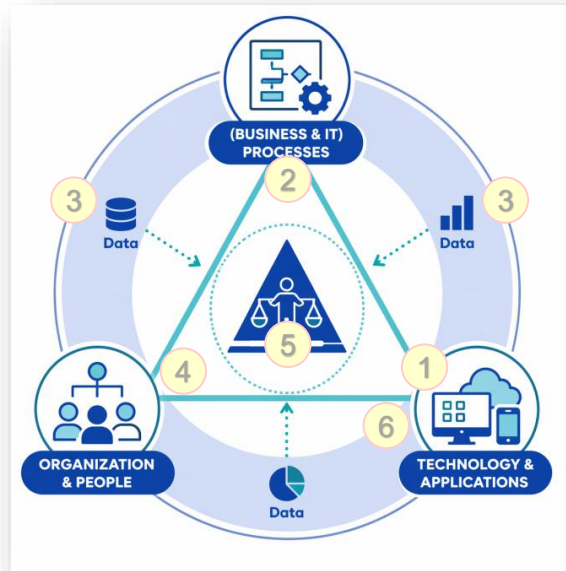 (BUSINESS & IT)
PROCESSES
2
3
3
Data
Data
5
4
1
6
ORGANIZATION
& PEOPLE
TECHNOLOGY &
APPLICATIONS
Data